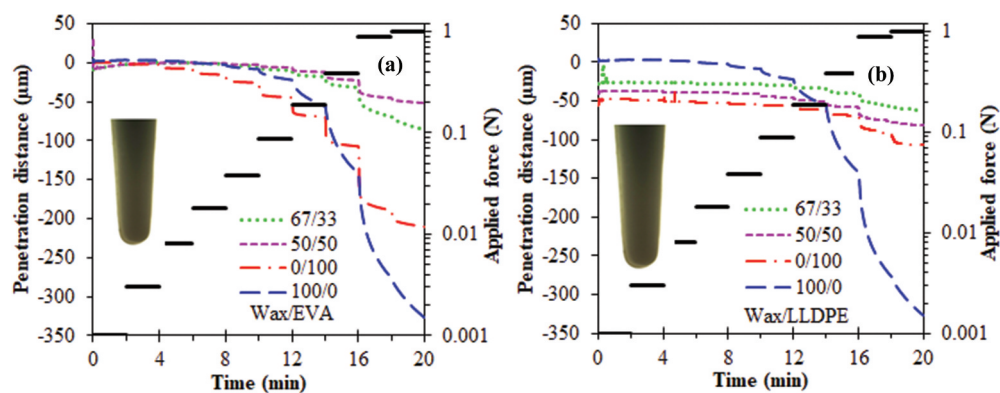 50
0
-50
-100
-150
-200
-250
-300
-350
Penetration distance (µm)
0 4 8 12 16 20
Time (min)
1
0.1
0.01
0.001
Applied force (N)
(a)
67/33
50/50
0/100
100/0
Wax/EVA
50
0
-50
-100
-150
-200
-250
-300
-350
Penetration distance (µm)
0 4 8 12 16 20
Time (min)
1
0.1
0.01
0.001
Applied force (N)
(b)
67/33
50/50
0/100
100/0
Wax/LLDPE